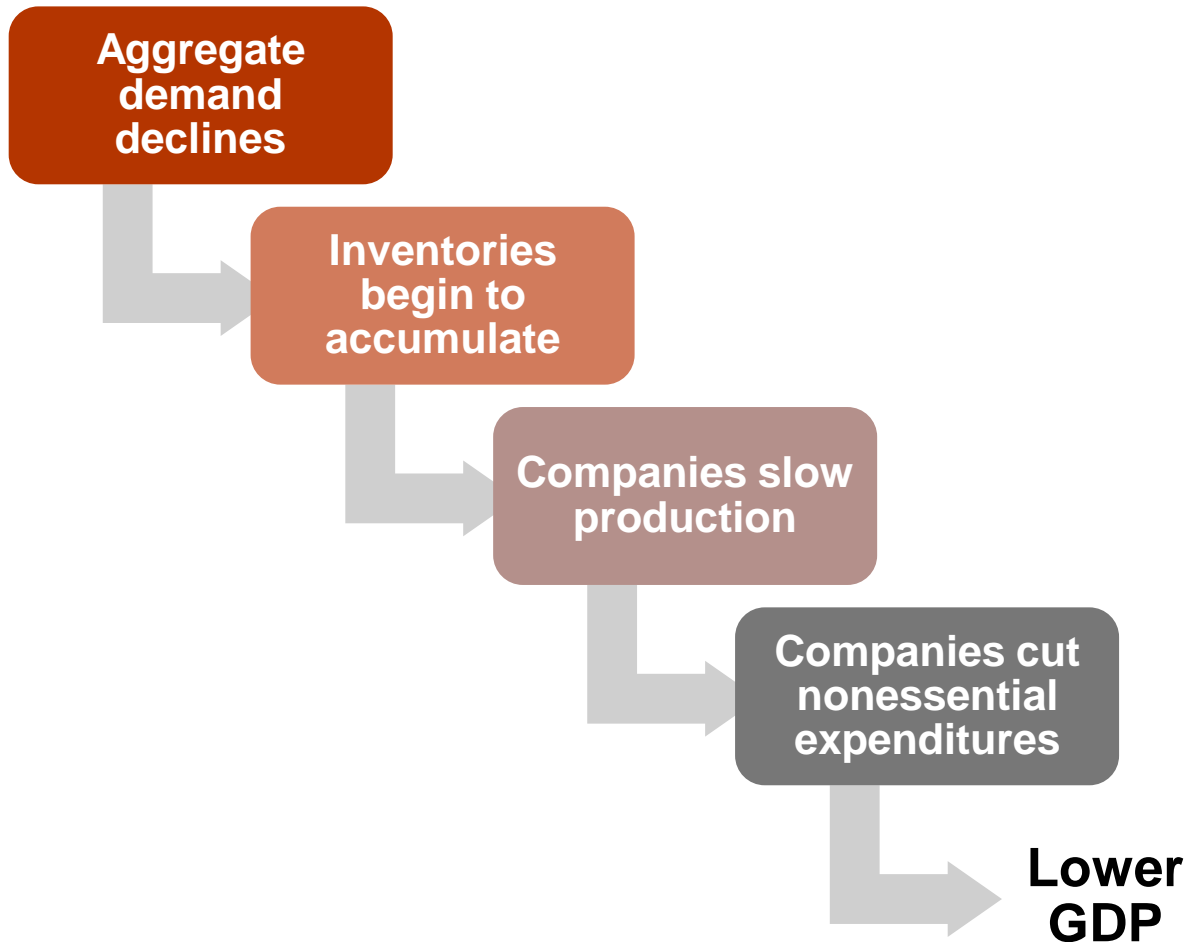 Aggregate
demand
declines
Inventories
begin to
accumulate
Companies slow
production
Companies cut
nonessential
expenditures
Lower
GDP